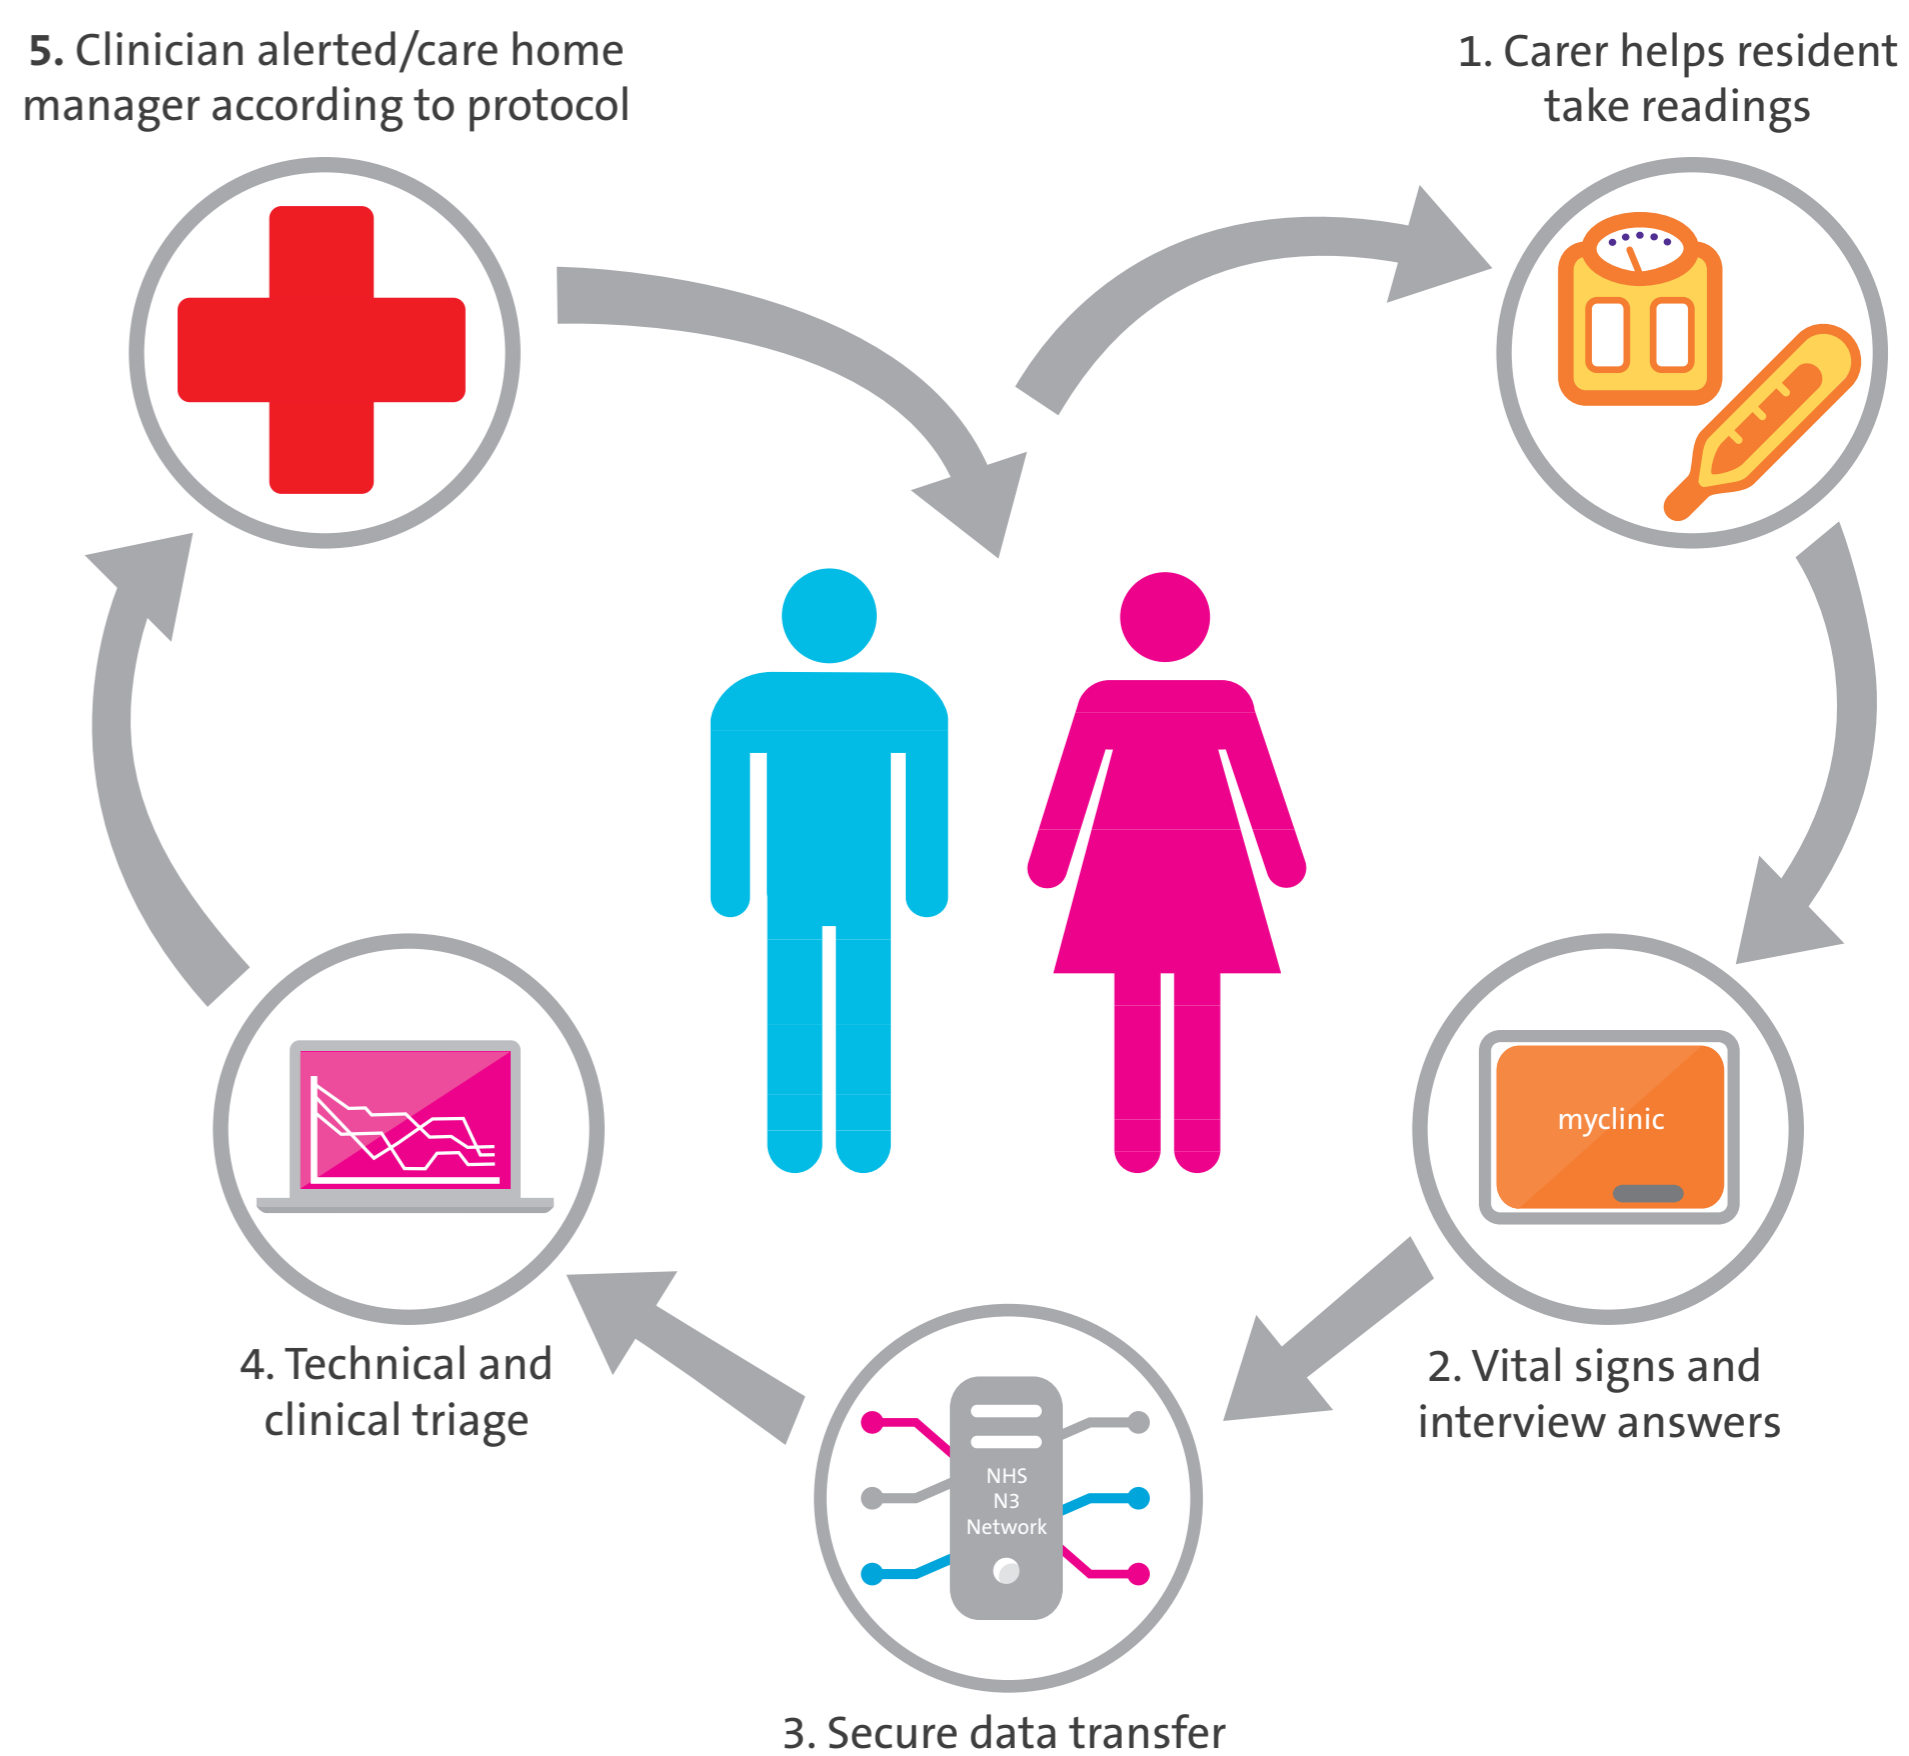 5. Clinician alerted/care home
manager according to protocol
1. Carer helps resident
take readings
myclinic
2. Vital signs and
interview answers
NHS
N3
Network
3. Secure data transfer
4. Technical and
clinical triage